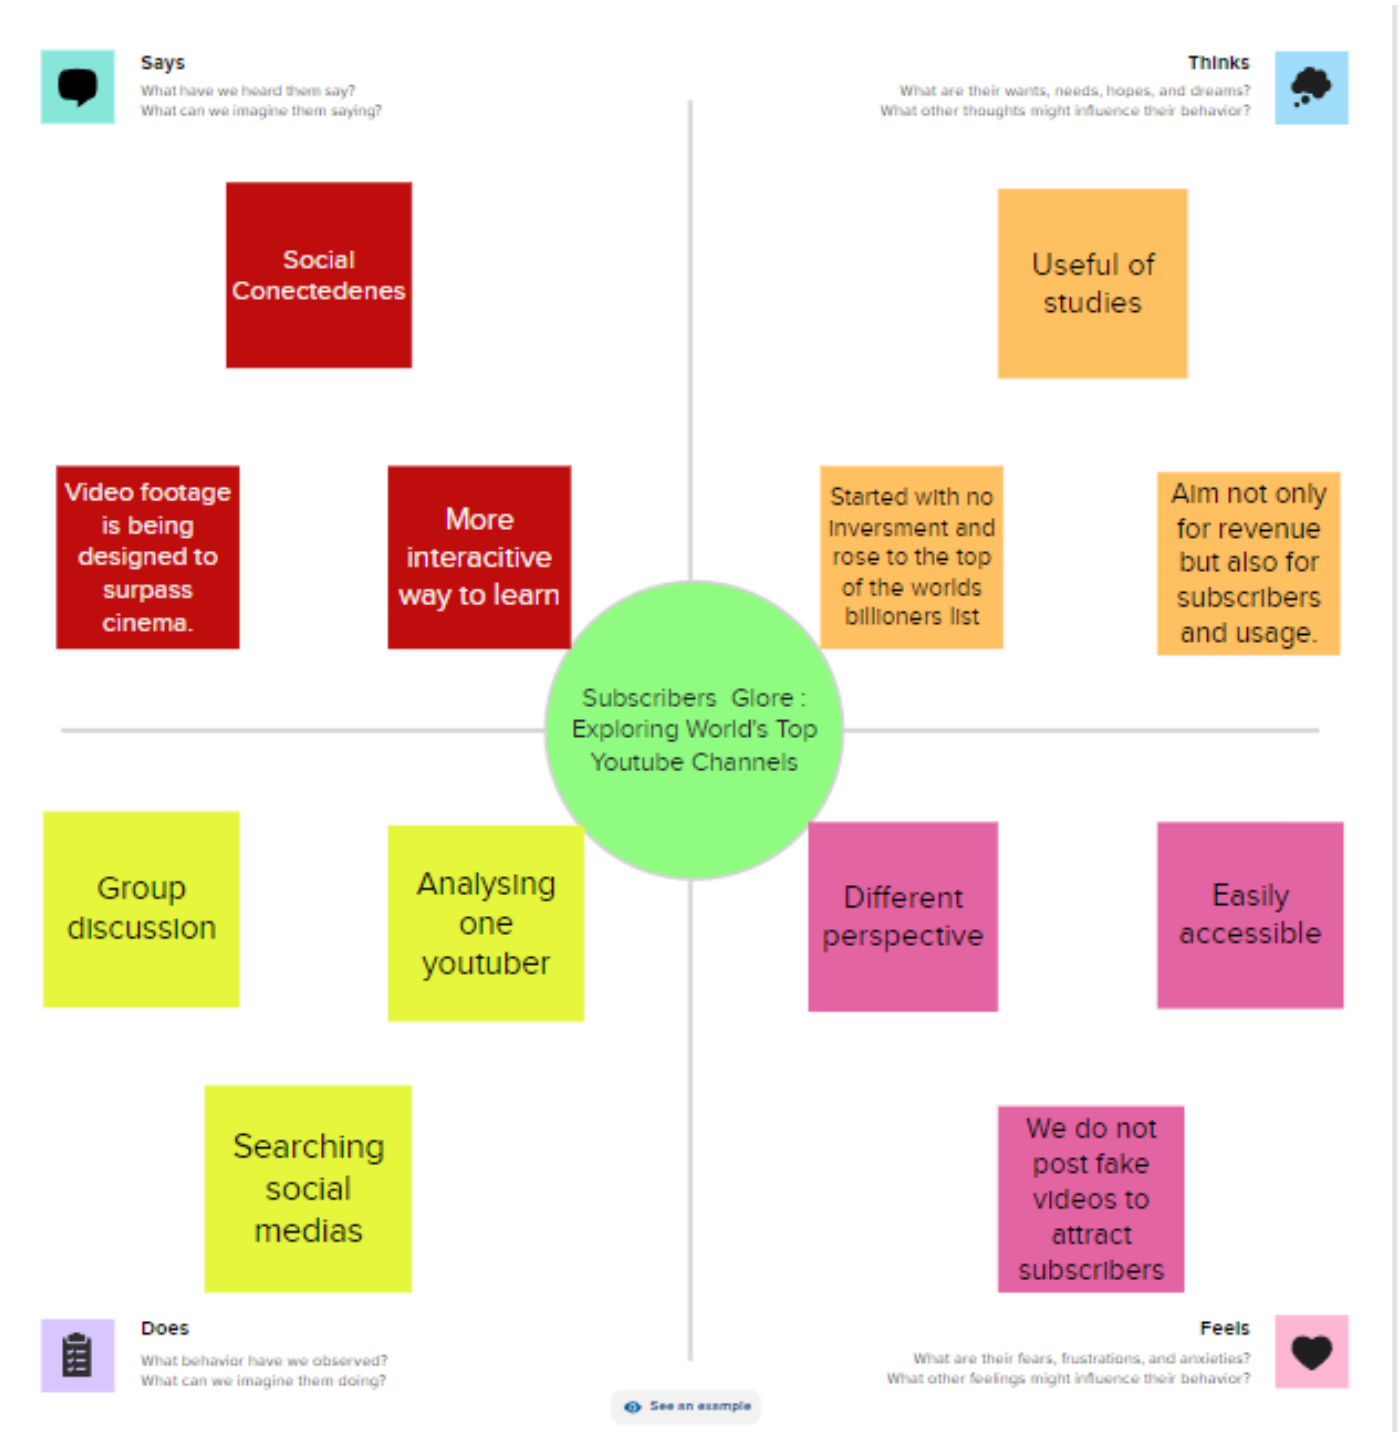 Says
What have we heard them say?
What can we imagine them saying?
Thinks
What are their wants, needs, hopes, and dreams?
What other thoughts might influence their behavior?
Social
Conectedenes
Useful of
studies
Video footage
is being
designed to
surpass
cinema.
More
interacitive
way to learn
Started with no
inversment and
rose to the top
of the worlds
billioners list
Aim not only
for revenue
but also for
subscribers
and usage.
Subscribers  Glore :
Exploring World's Top
Youtube Channels
Group
discussion
Analysing
one
youtuber
Different
perspective
Easily
accessible
Searching
social
medias
We do not
post fake
videos to
attract
subscribers
Does
What behavior have we observed?
What can we imagine them doing?
Feels
What are their fears, frustrations, and anxieties?
What other feelings might influence their behavior?
See an example